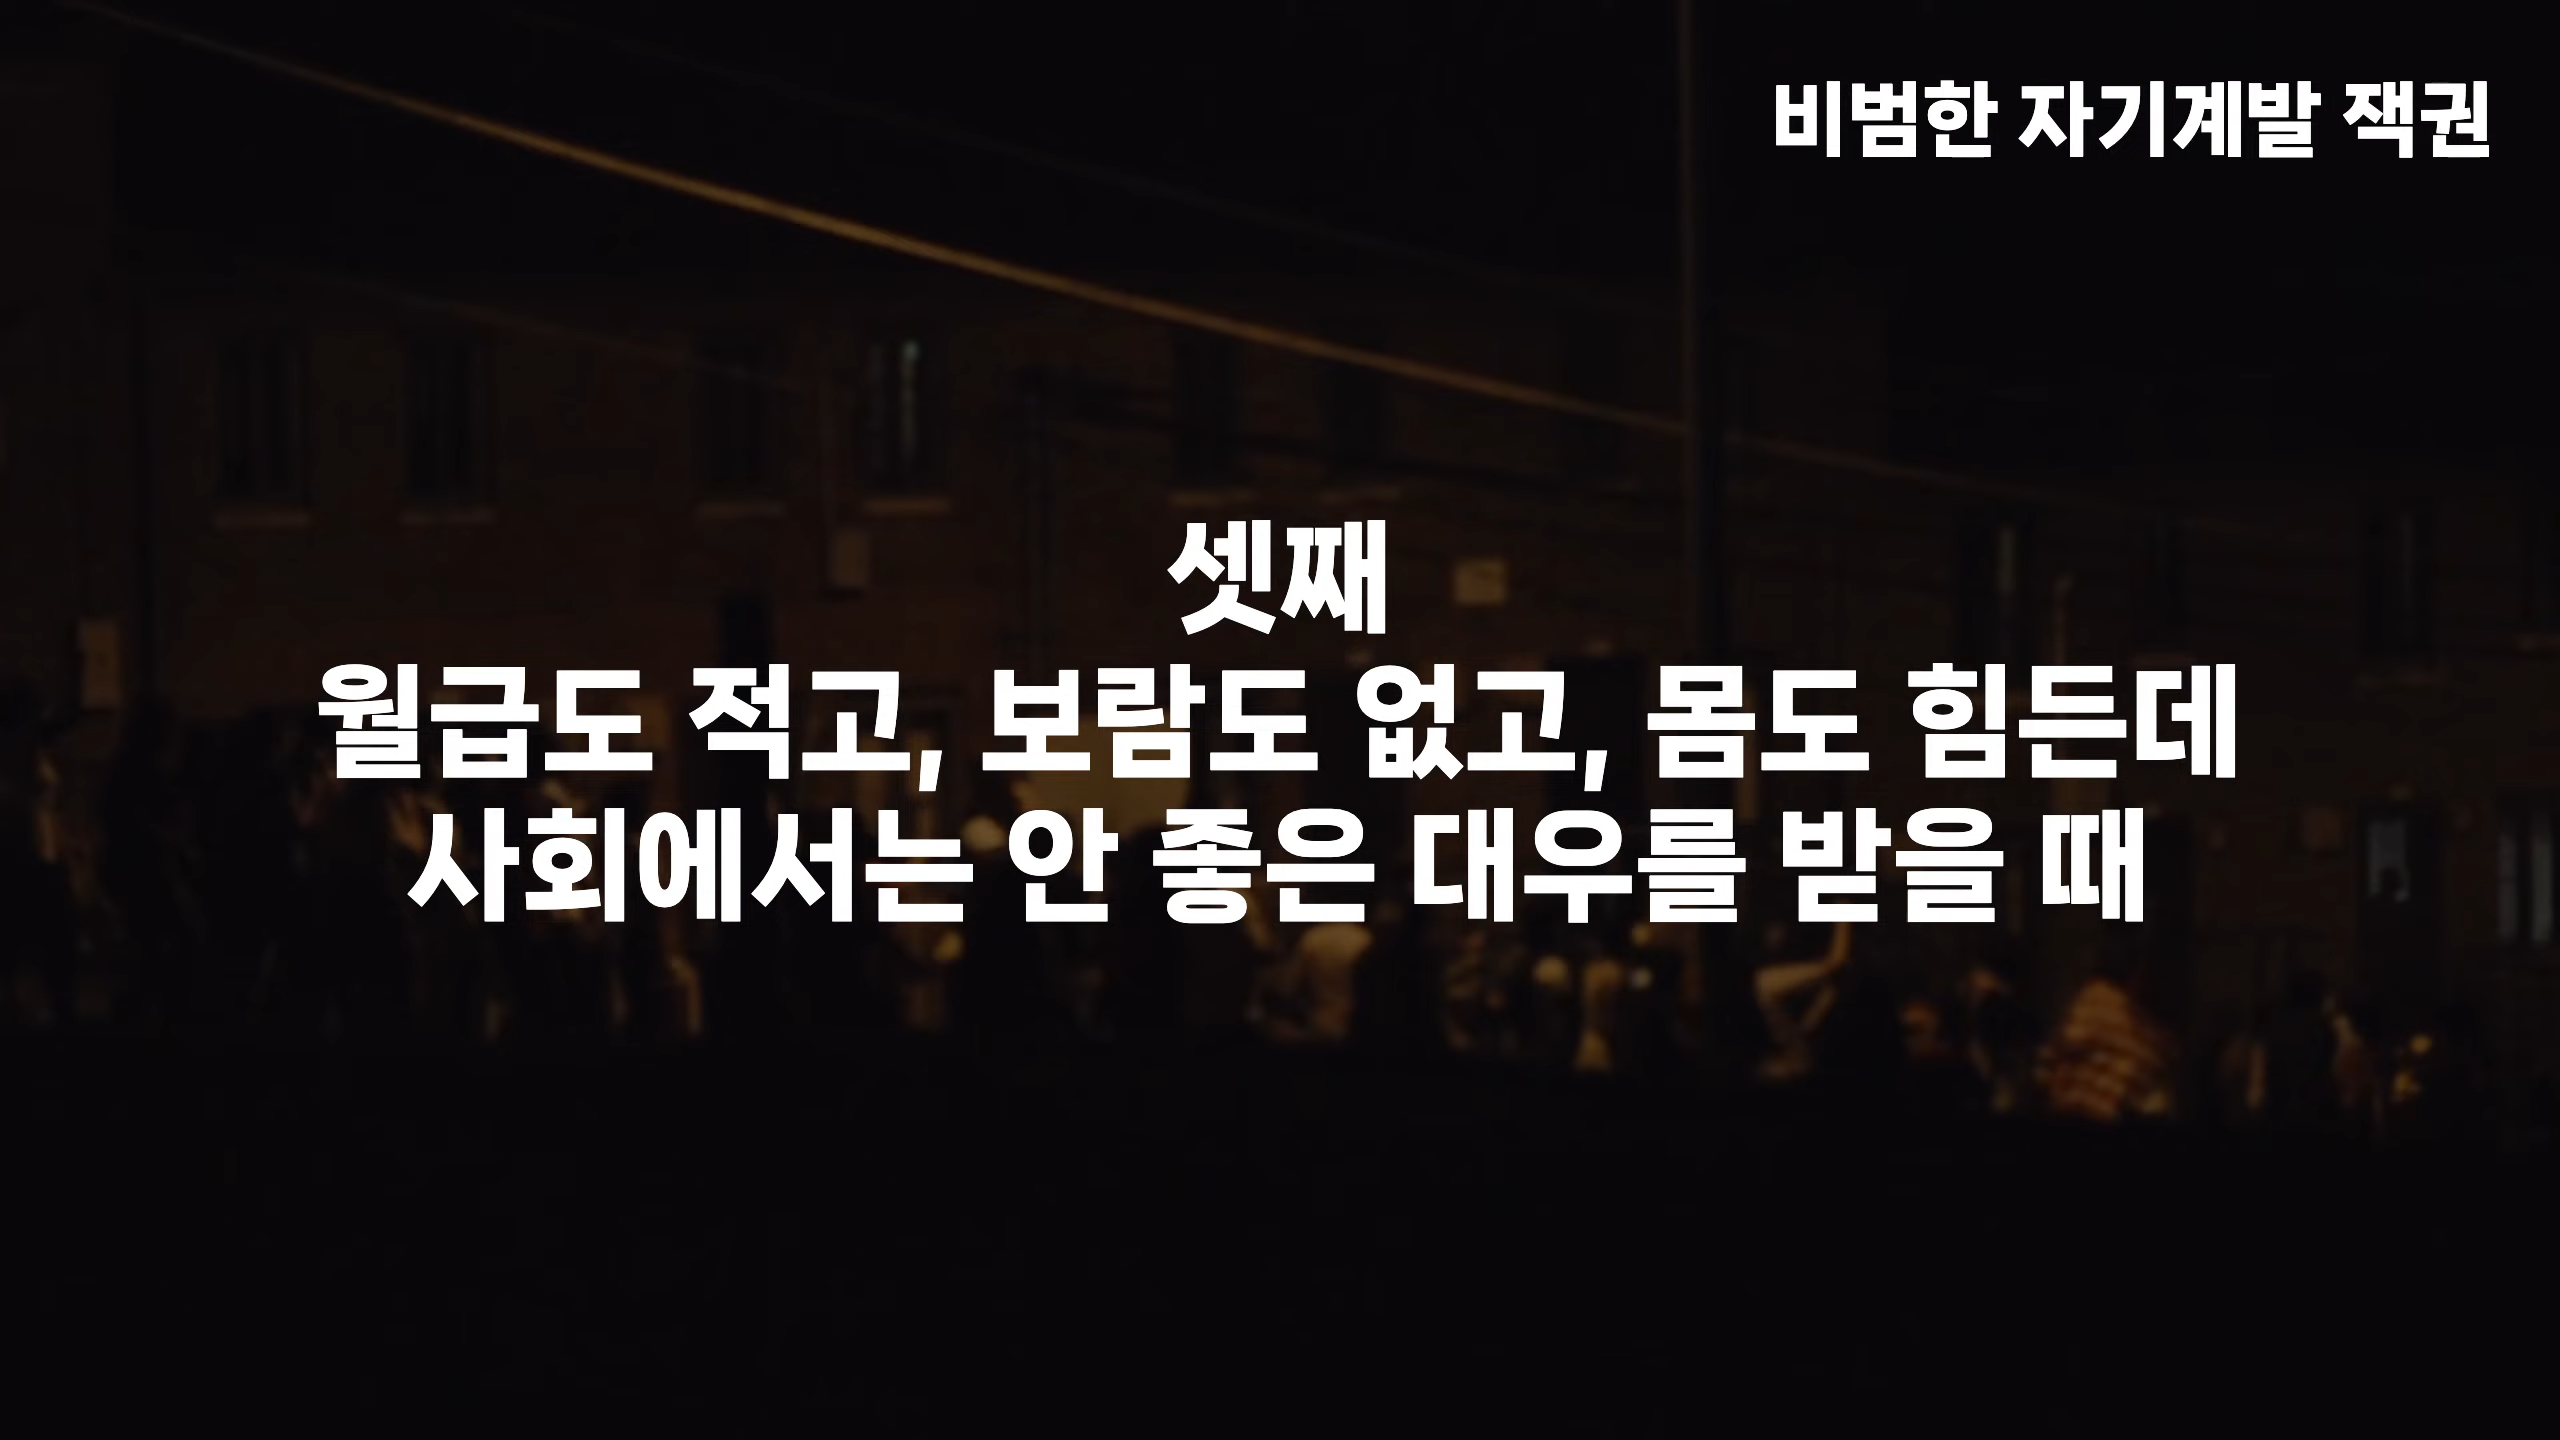 비범한 자기계발 잭권
셋째
월급도 적고, 보람도 없고, 몸도 힘든데
사회에서는 안 좋은 대우를 받을 때